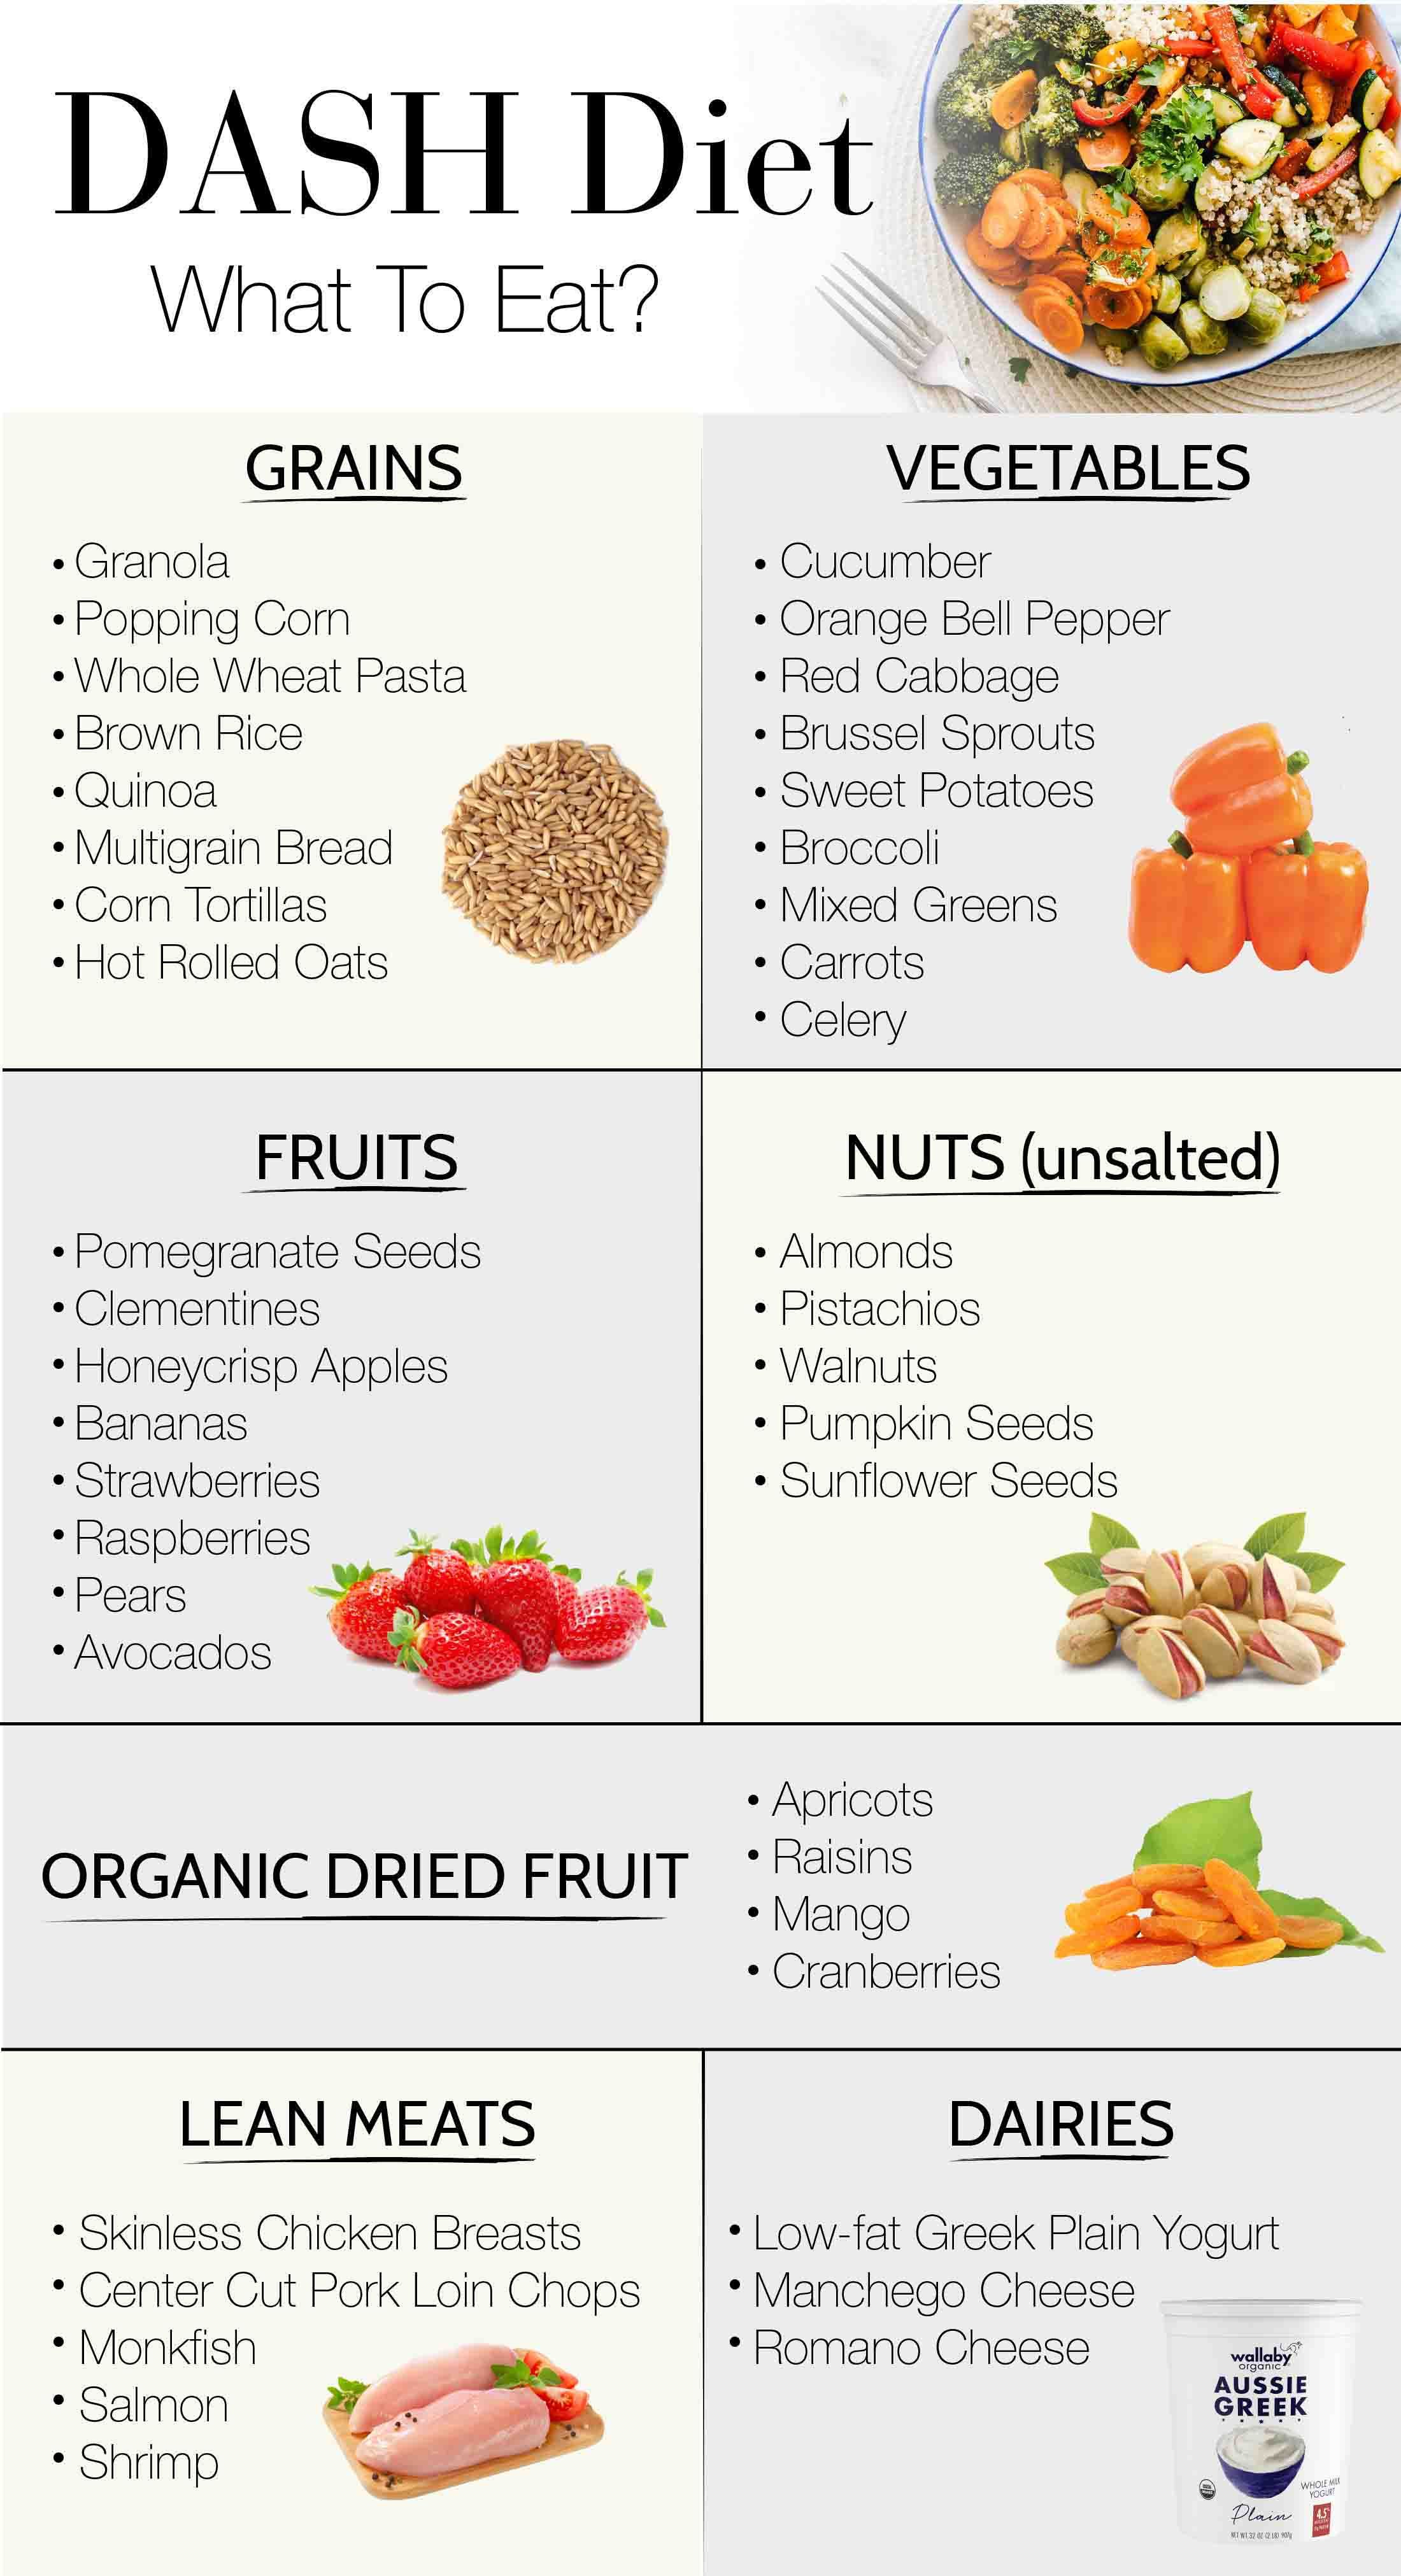 DASH Diet
What To Eat?
GRAINS
• Granola
• Popping Corn
• Whole Wheat Pasta
• Brown Rice
• Quinoa
• Multigrain Bread
• Corn Tortillas
• Hot Rolled Oats
VEGETABLES
• Cucumber
• Orange Bell Pepper
• Red Cabbage
• Brussel Sprouts
• Sweet Potatoes
• Broccoli
• Mixed Greens
• Carrots
• Celery
FRUITS
• Pomegranate Seeds
• Clementines
• Honeycrisp Apples
• Bananas
• Strawberries
• Raspberries
• Pears
• Avocados
NUTS (unsalted)
• Almonds
• Pistachios
• Walnuts
• Pumpkin Seeds
• Sunflower Seeds
ORGANIC DRIED FRUIT
• Apricots
• Raisins
• Mango
• Cranberries
LEAN MEATS
• Skinless Chicken Breasts
• Center Cut Pork Loin Chops
• Monkfish
• Salmon
• Shrimp
DAIRIES
• Low-fat Greek Plain Yogurt
• Manchego Cheese
• Romano Cheese
wallaby
organic
AUSSIE
GREEK
WHOLE MILK
YOGURT
Plain
4.5
NET WT. 32 OZ (2 LB) 907g